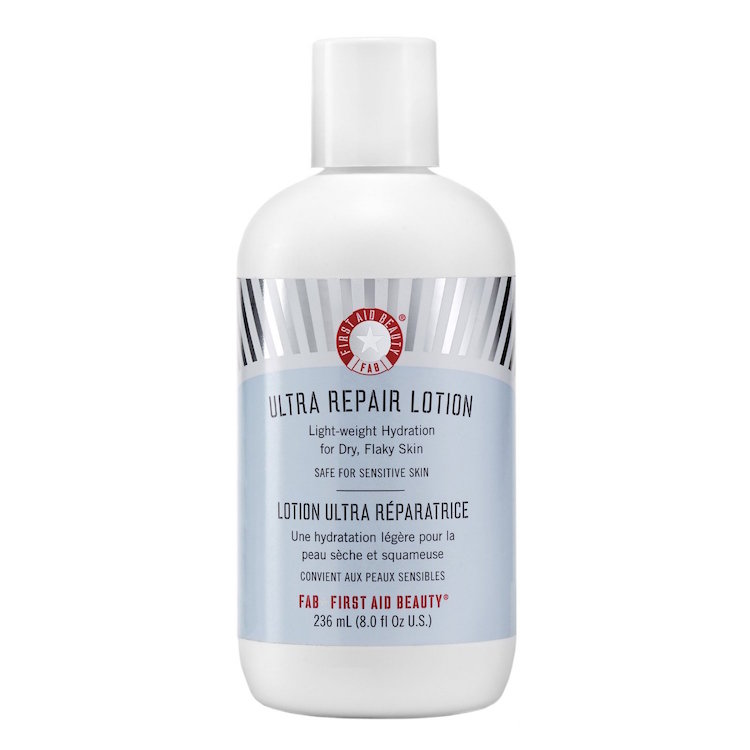 FIRST AID BEAUTY®
FAB
ULTRA REPAIR LOTION
Light-weight Hydration
for Dry, Flaky Skin
SAFE FOR SENSITIVE SKIN
LOTION ULTRA RÉPARATRICE
Une hydratation légère pour la
peau sèche et squameuse
CONVIENT AUX PEAUX SENSIBLES
FAB FIRST AID BEAUTY®
236 mL (8.0 fl Oz U.S.)